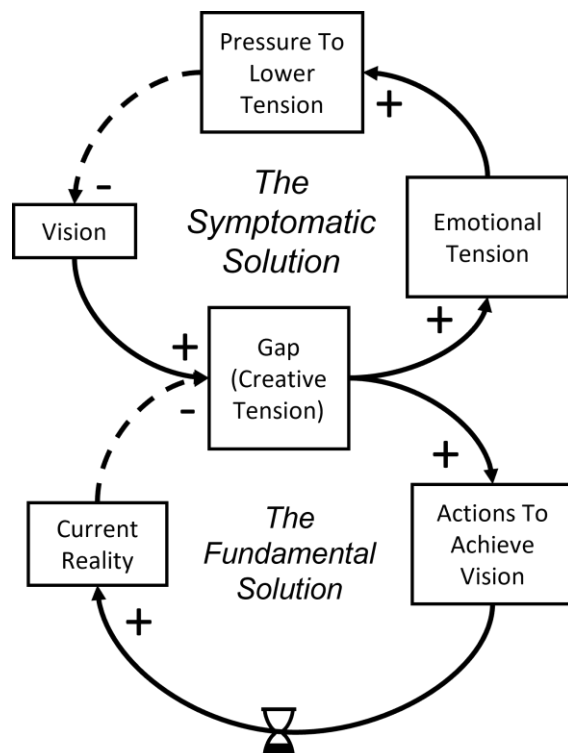 Pressure To
Lower
Tension
+
-
The
Symptomatic
Solution
Vision
Emotional
Tension
+
+
Gap
(Creative
Tension)
-
+
Current
Reality
The
Fundamental
Solution
Actions To
Achieve
Vision
+